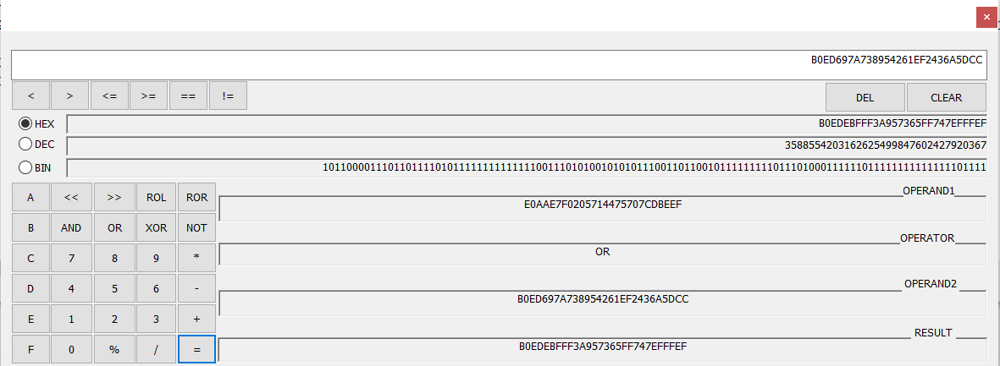 B0ED697A738954261EF2436A5DCC
< > <= >= == != DEL CLEAR
HEX B0EDEBFFF3A957365FF747EFFFEF
DEC 3588554203162625499847602427920367
BIN 1011000011101101111010111111111111110011101010010101011100110110010111111111011101000111111011111111111111101111
A << >> ROL ROR
OPERAND1
E0AAE7F0205714475707CDBEEF
B AND OR XOR NOT
OPERATOR
OR
C 7 8 9 *
D 4 5 6 -
OPERAND2
B0ED697A738954261EF2436A5DCC
E 1 2 3 +
RESULT
B0EDEBFFF3A957365FF747EFFFEF
F 0 % / =